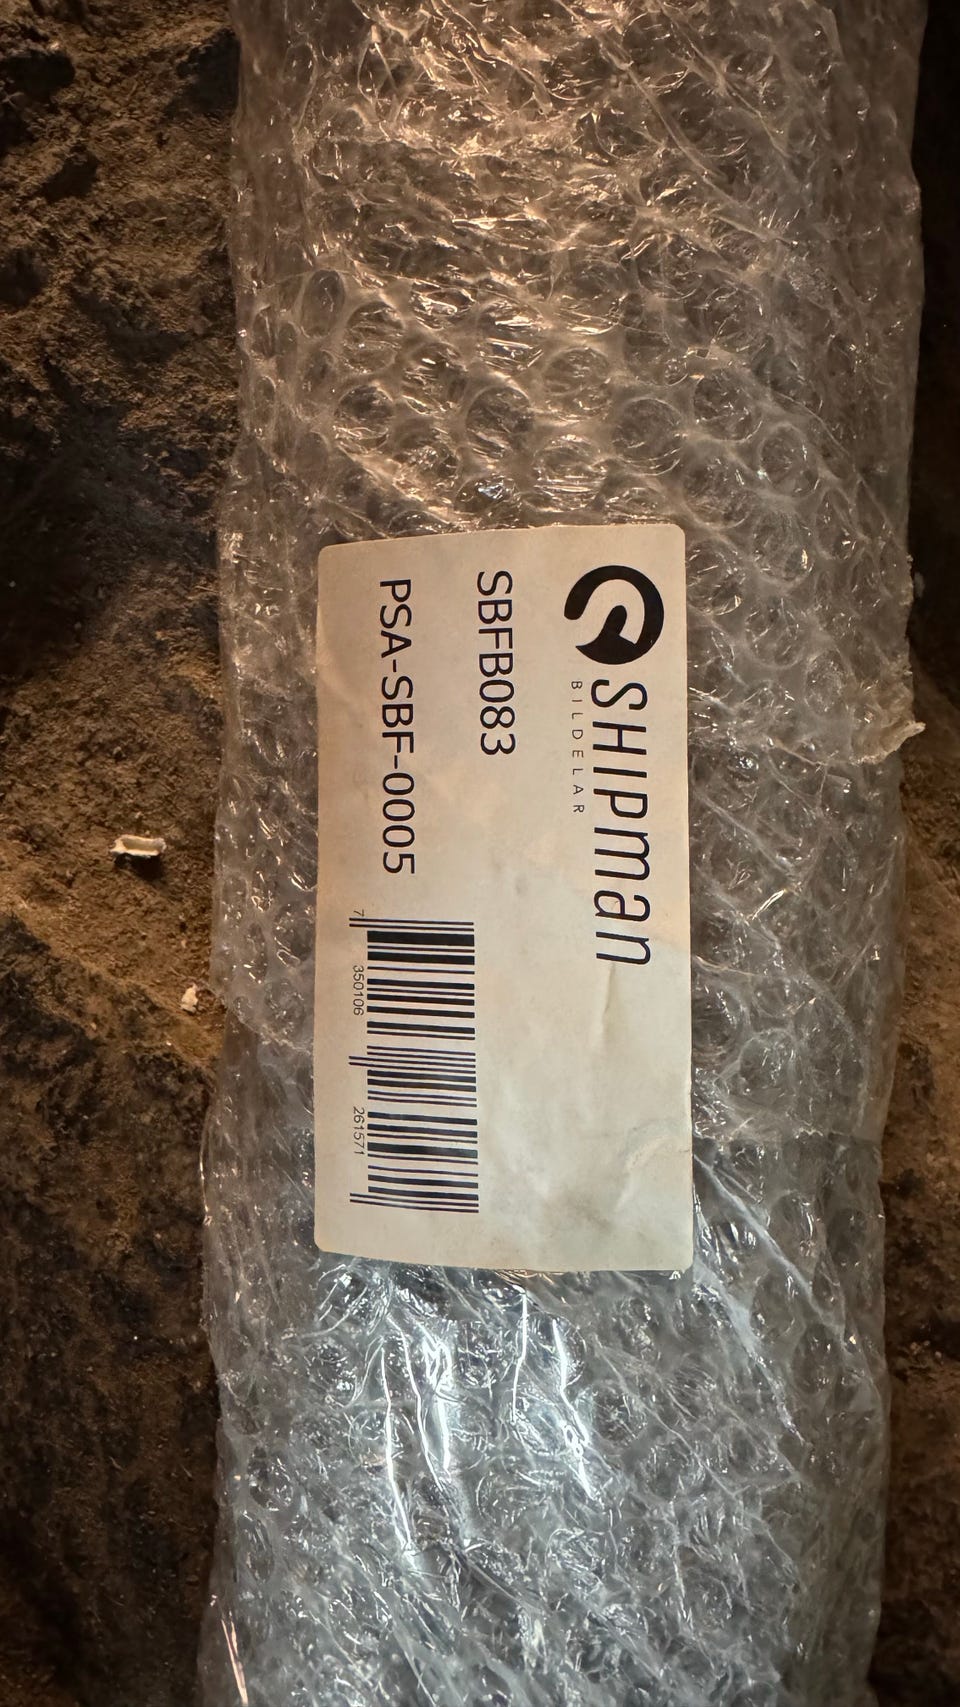 SHIPMAN
BILDELAR
SBFB083
PSA-SBF-0005
7 350106 261571